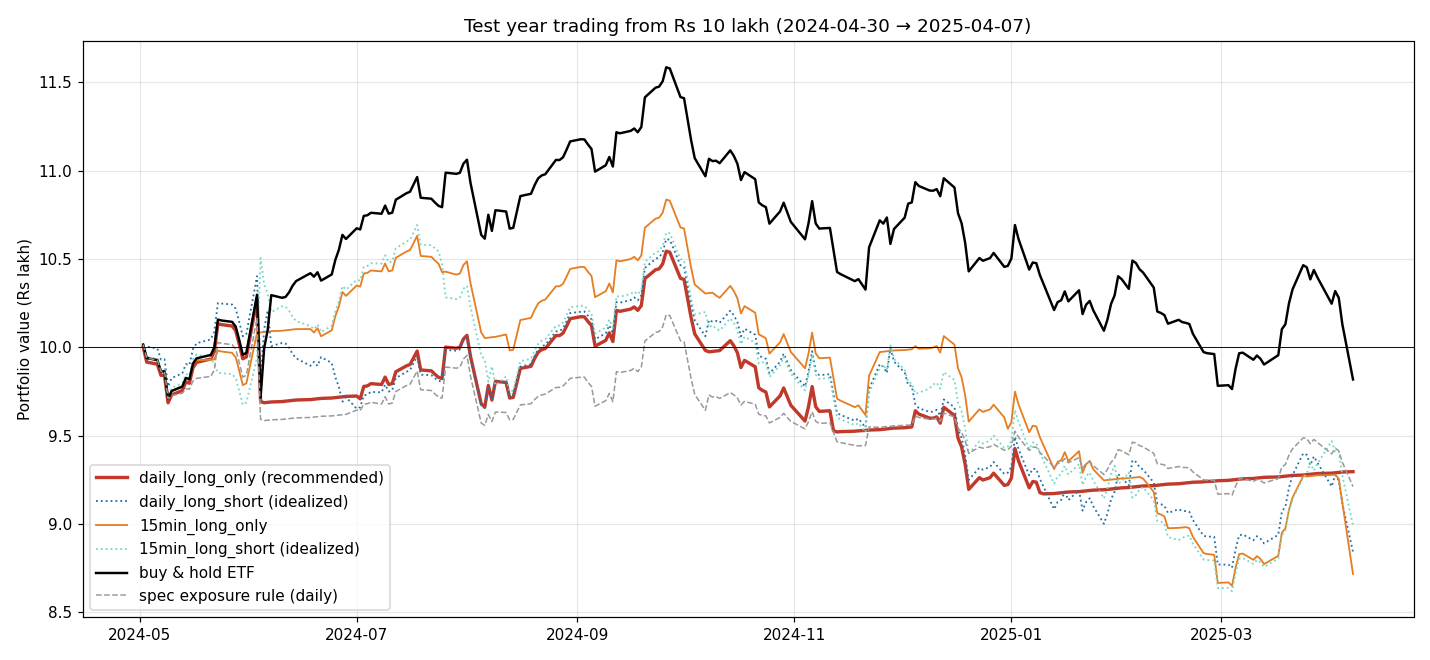 Test year trading from Rs 10 lakh (2024-04-30 → 2025-04-07)
Portfolio value (Rs lakh)
11.5
11.0
10.5
10.0
9.5
9.0
8.5
daily_long_only (recommended)
daily_long_short (idealized)
15min_long_only
15min_long_short (idealized)
buy & hold ETF
spec exposure rule (daily)
2024-05
2024-07
2024-09
2024-11
2025-01
2025-03